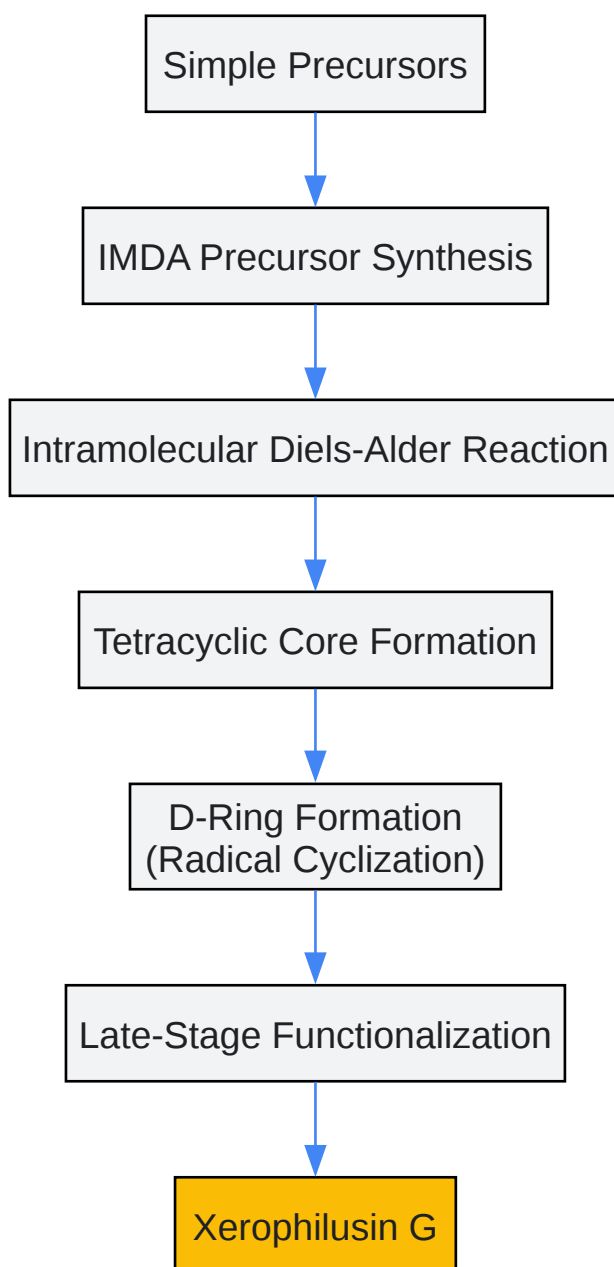 Simple Precursors
IMDA Precursor Synthesis
Intramolecular Diels-Alder Reaction
Tetracyclic Core Formation
D-Ring Formation
(Radical Cyclization)
Late-Stage Functionalization
Xerophilusin G